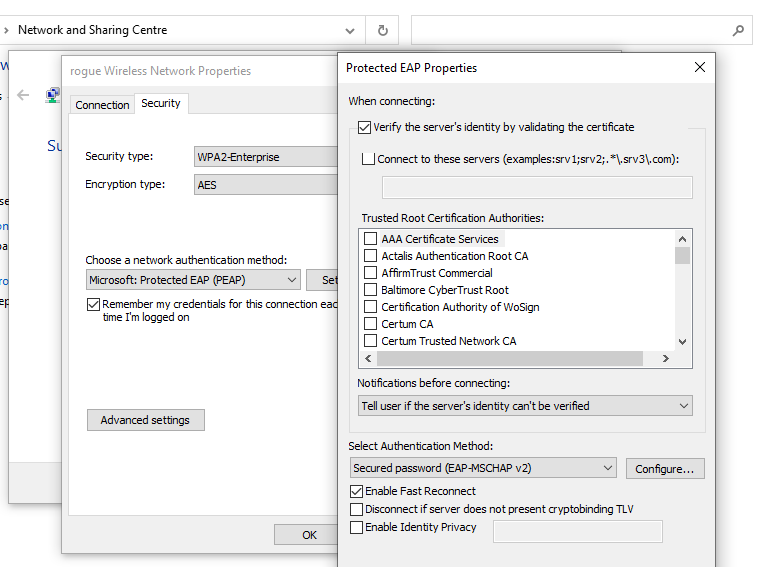 Network and Sharing Centre
rogue Wireless Network Properties
Connection
Security
Security type:
WPA2-Enterprise
Encryption type:
AES
Choose a network authentication method:
Microsoft: Protected EAP (PEAP)
Remember my credentials for this connection each
time I'm logged on
Advanced settings
OK
Protected EAP Properties
When connecting:
Verify the server's identity by validating the certificate
Connect to these servers (examples:srv1;srv2;.*\.srv3\.com):
Trusted Root Certification Authorities:
AAA Certificate Services
Actalis Authentication Root CA
AffirmTrust Commercial
Baltimore CyberTrust Root
Certification Authority of WoSign
Certum CA
Certum Trusted Network CA
Notifications before connecting:
Tell user if the server's identity can't be verified
Select Authentication Method:
Secured password (EAP-MSCHAP v2)
Configure...
Enable Fast Reconnect
Disconnect if server does not present cryptobinding TLV
Enable Identity Privacy